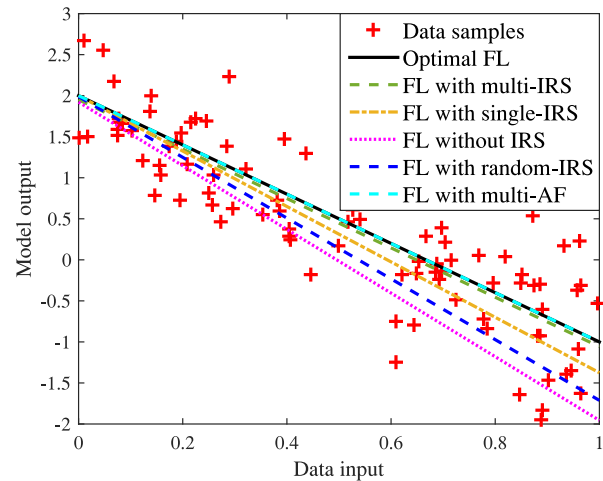 3
2.5
2
1.5
1
0.5
0
-0.5
-1
-1.5
-2
0
0.2
0.4
0.6
0.8
1
Model output
Data input
Data samples
Optimal FL
FL with multi-IRS
FL with single-IRS
FL without IRS
FL with random-IRS
FL with multi-AF